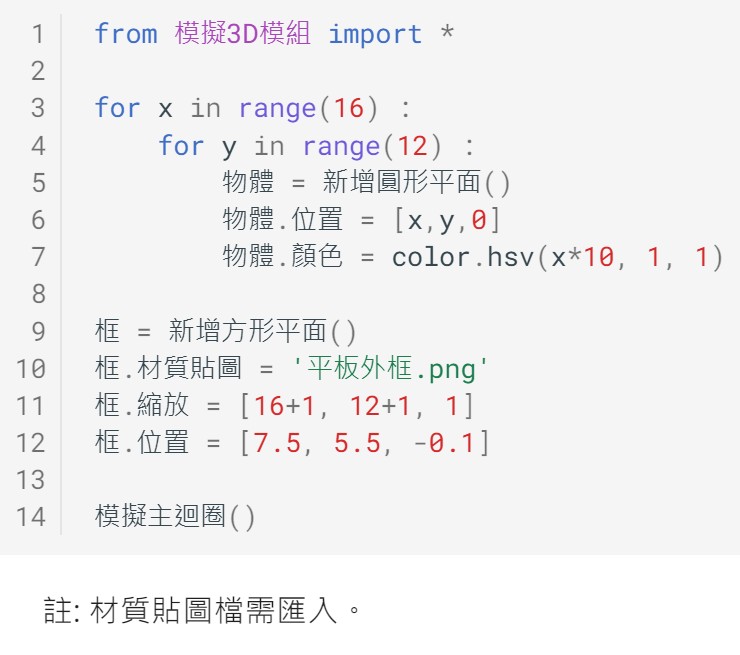 1 from 模擬3D模組 import *
2
3 for x in range(16) :
4     for y in range(12) :
5         物體 = 新增圓形平面()
6         物體.位置 = [x,y,0]
7         物體.顏色 = color.hsv(x*10, 1, 1)
8
9 框 = 新增方形平面()
10 框.材質貼圖 = '平板外框.png'
11 框.縮放 = [16+1, 12+1, 1]
12 框.位置 = [7.5, 5.5, -0.1]
13
14 模擬主迴圈()
註: 材質貼圖檔需匯入。